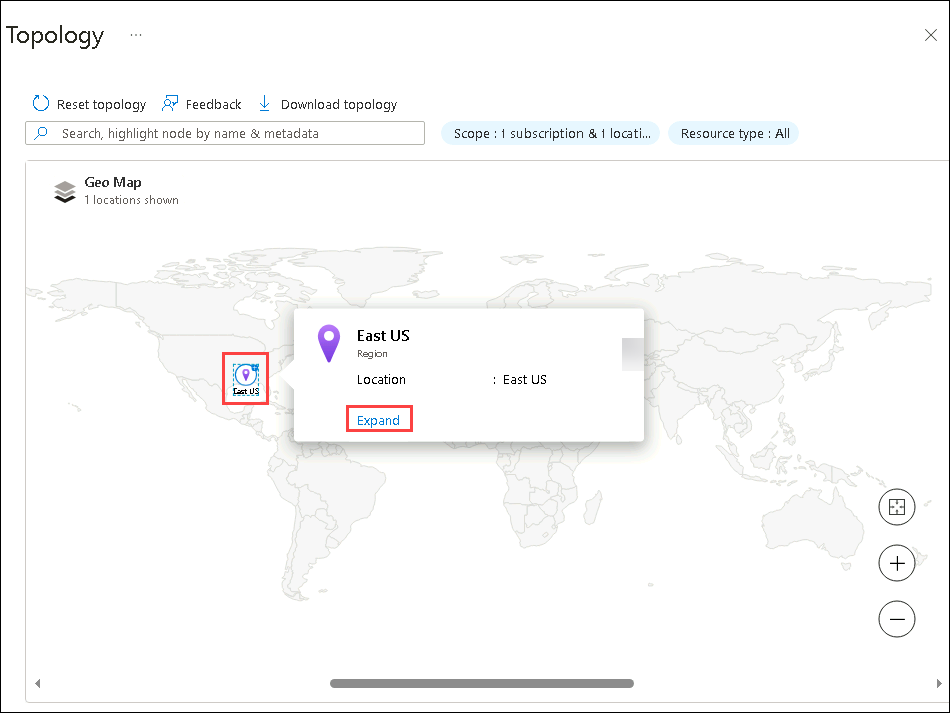 Topology ...
Reset topology Feedback Download topology
Search, highlight node by name & metadata Scope : 1 subscription & 1 locati... Resource type : All
Geo Map
1 locations shown
East US
Region
Location : East US
East US
Expand